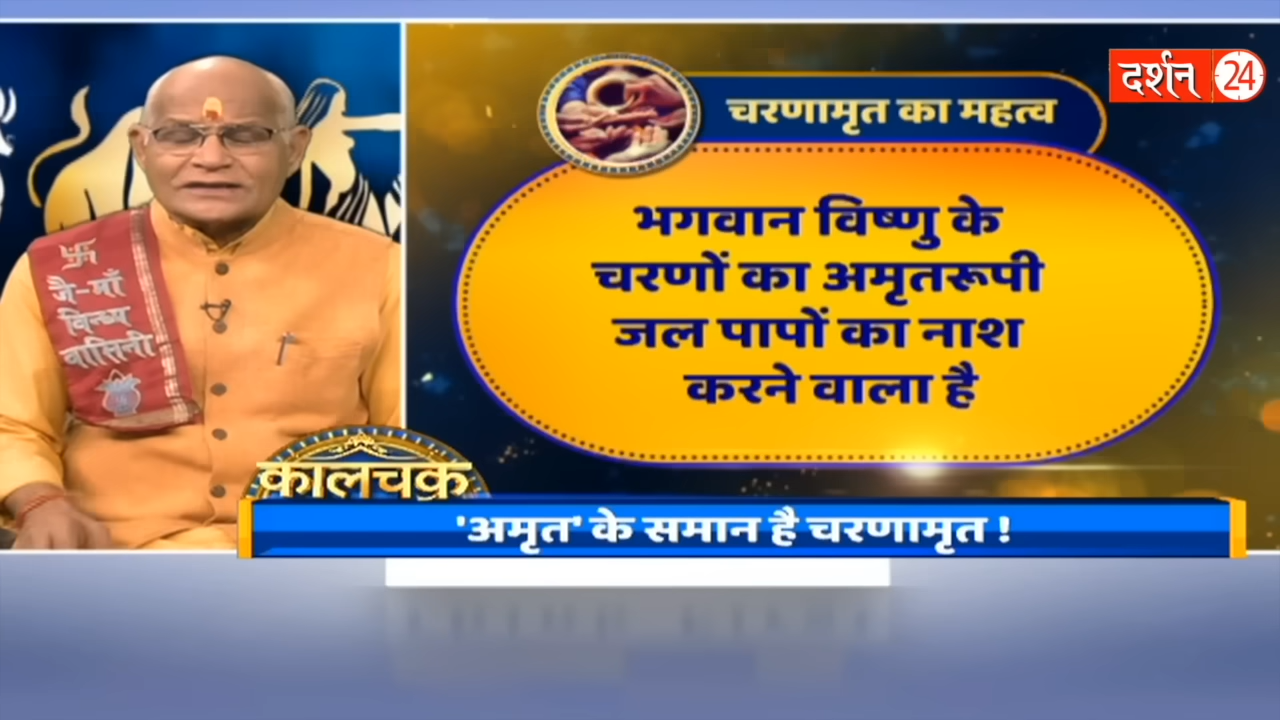 दर्शन 24
चरणामृत का महत्व
भगवान विष्णु के
चरणों का अमृतरूपी
जल पापों का नाश
करने वाला है
जै-माँ
विन्ध्य
वासिनी
कालचक्र
'अमृत' के समान है चरणामृत !